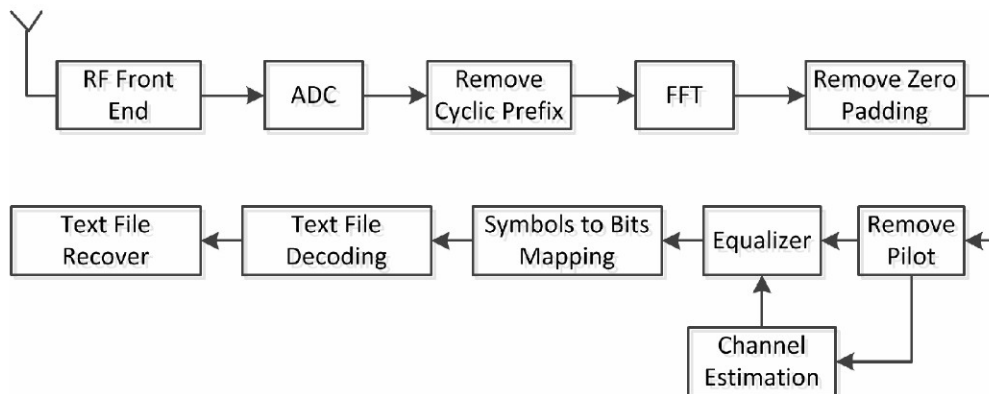 RF Front
End
ADC
Remove
Cyclic Prefix
FFT
Remove Zero
Padding
Text File
Recover
Text File
Decoding
Symbols to Bits
Mapping
Equalizer
Remove
Pilot
Channel
Estimation